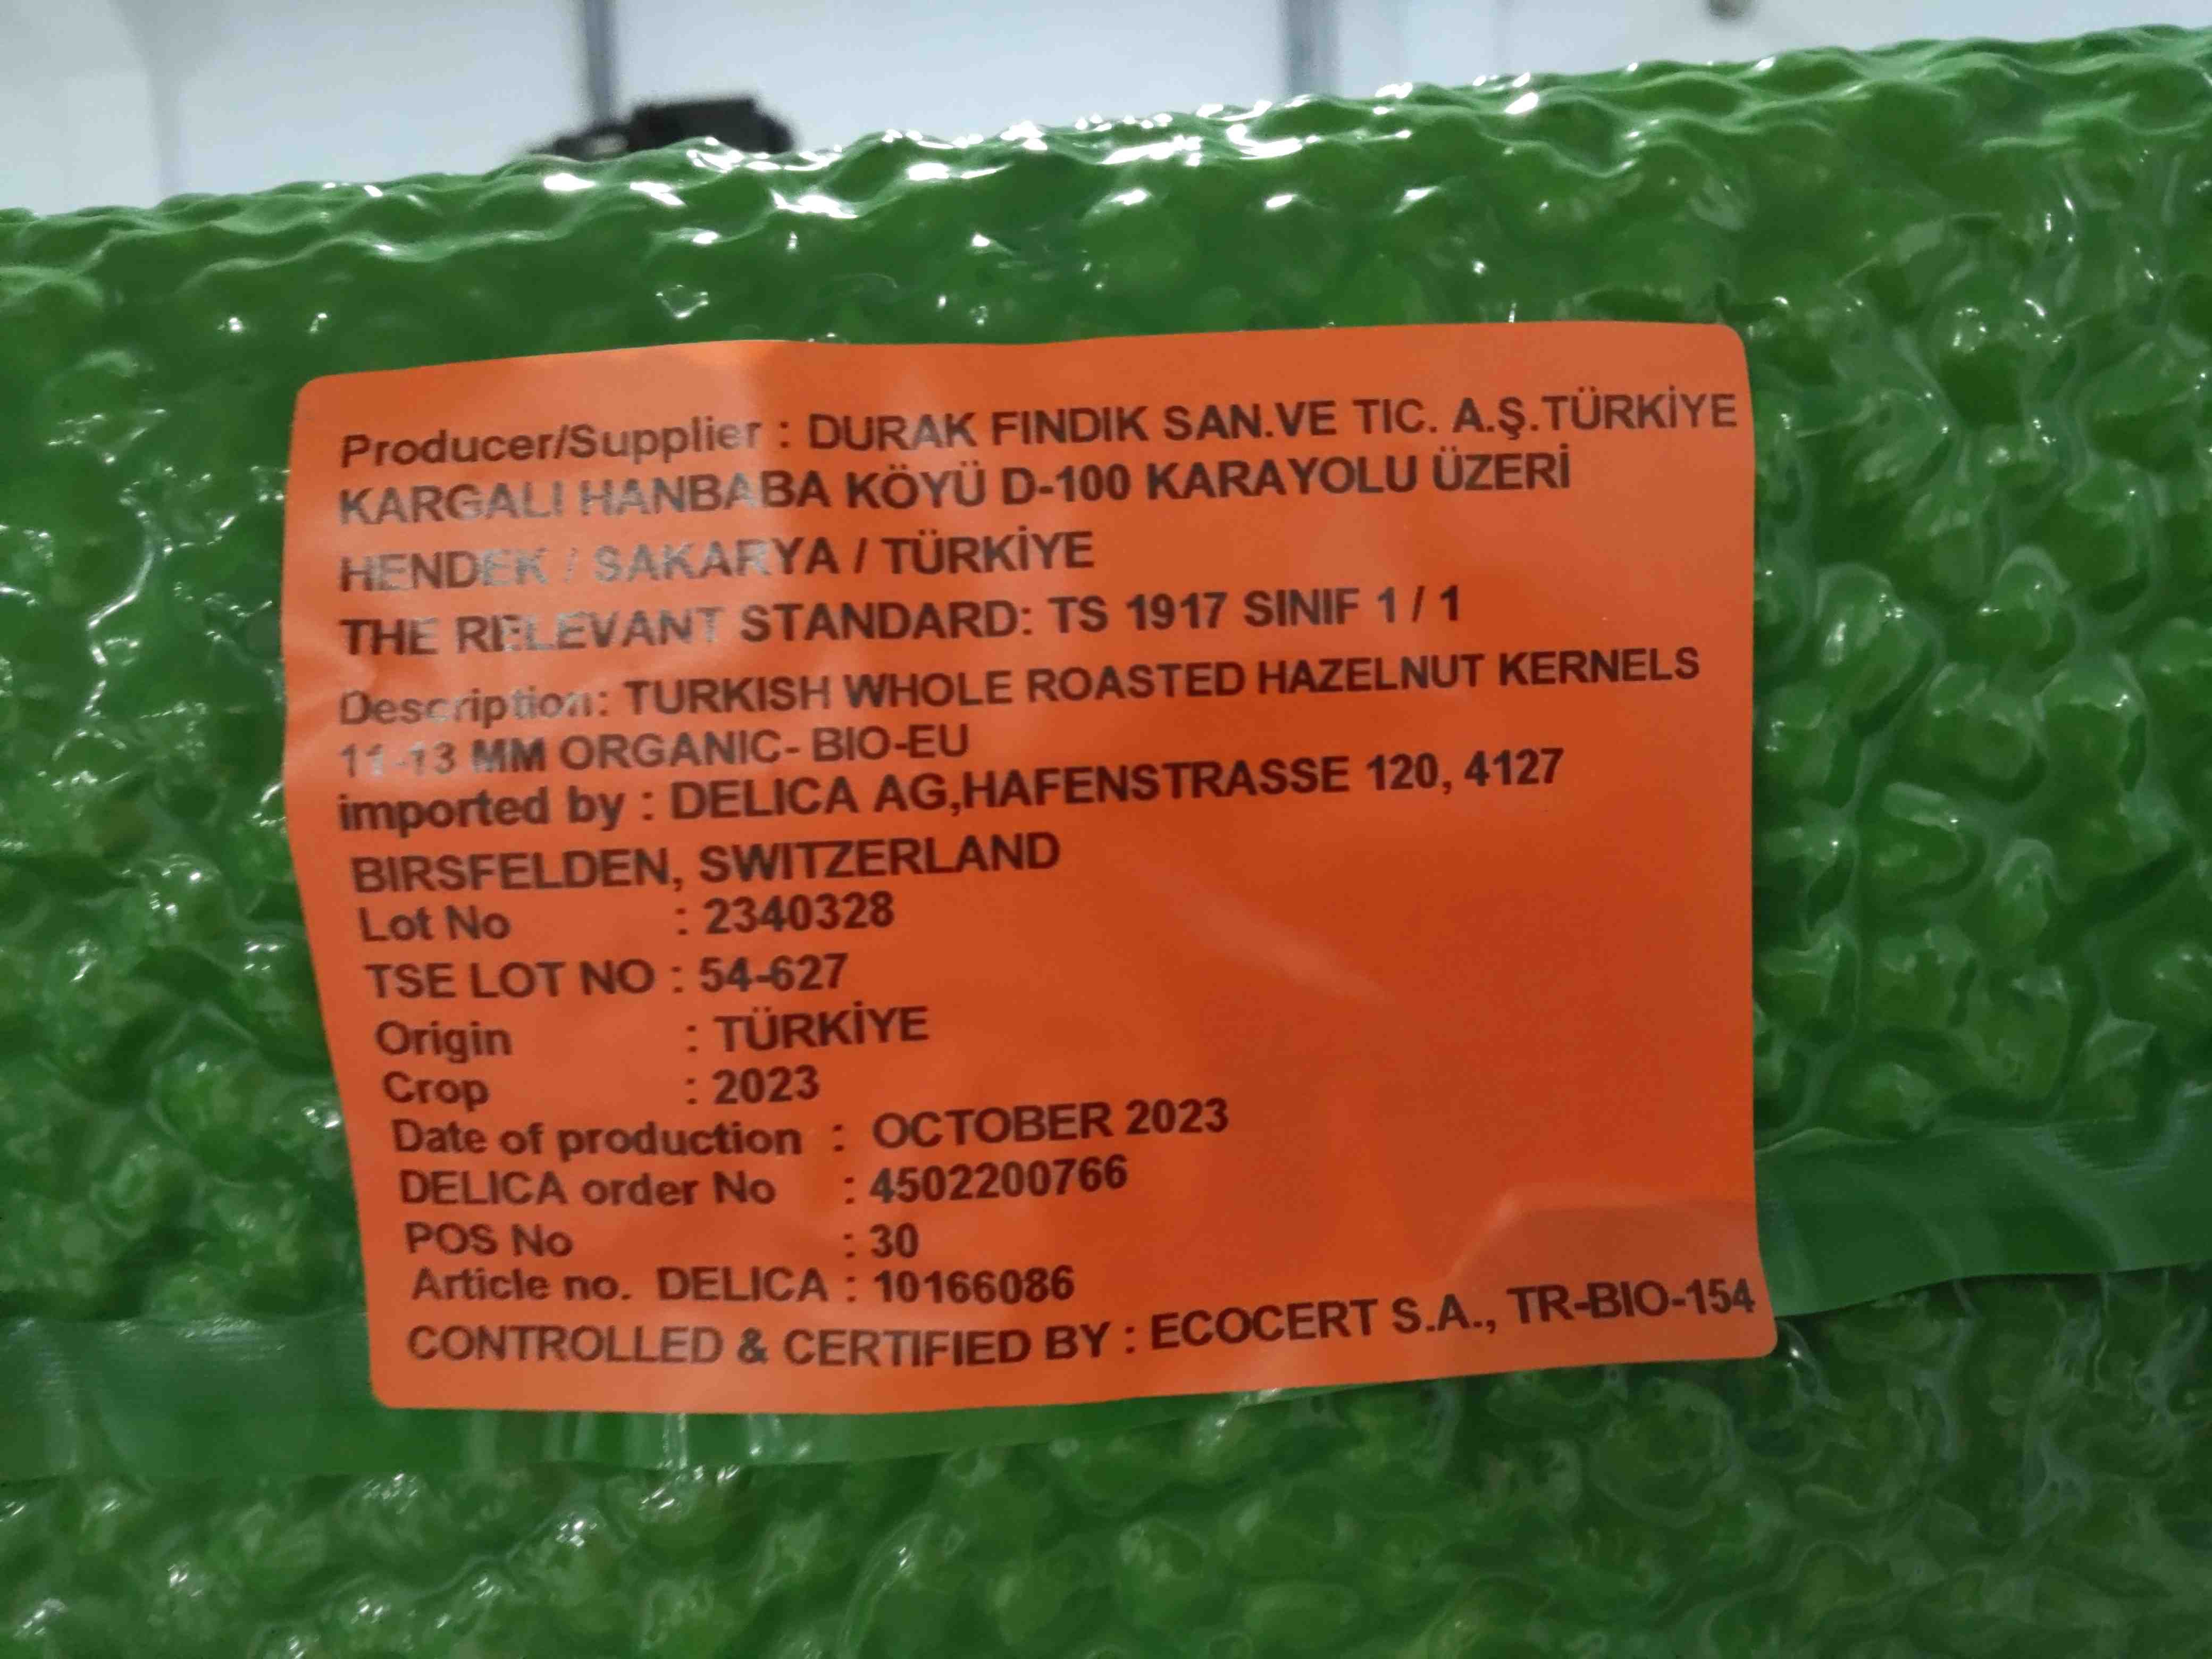 Producer/Supplier : DURAK FINDIK SAN.VE TIC. A.Ş.TÜRKİYE
KARGALI HANBABA KÖYÜ D-100 KARAYOLU ÜZERİ
HENDEK / SAKARYA / TÜRKİYE
THE RELEVANT STANDARD: TS 1917 SINIF 1 / 1
Description: TURKISH WHOLE ROASTED HAZELNUT KERNELS
11-13 MM ORGANIC- BIO-EU
imported by : DELICA AG,HAFENSTRASSE 120, 4127
BIRSFELDEN, SWITZERLAND
Lot No : 2340328
TSE LOT NO : 54-627
Origin : TÜRKİYE
Crop : 2023
Date of production : OCTOBER 2023
DELICA order No : 4502200766
POS No : 30
Article no. DELICA : 10166086
CONTROLLED & CERTIFIED BY : ECOCERT S.A., TR-BIO-154